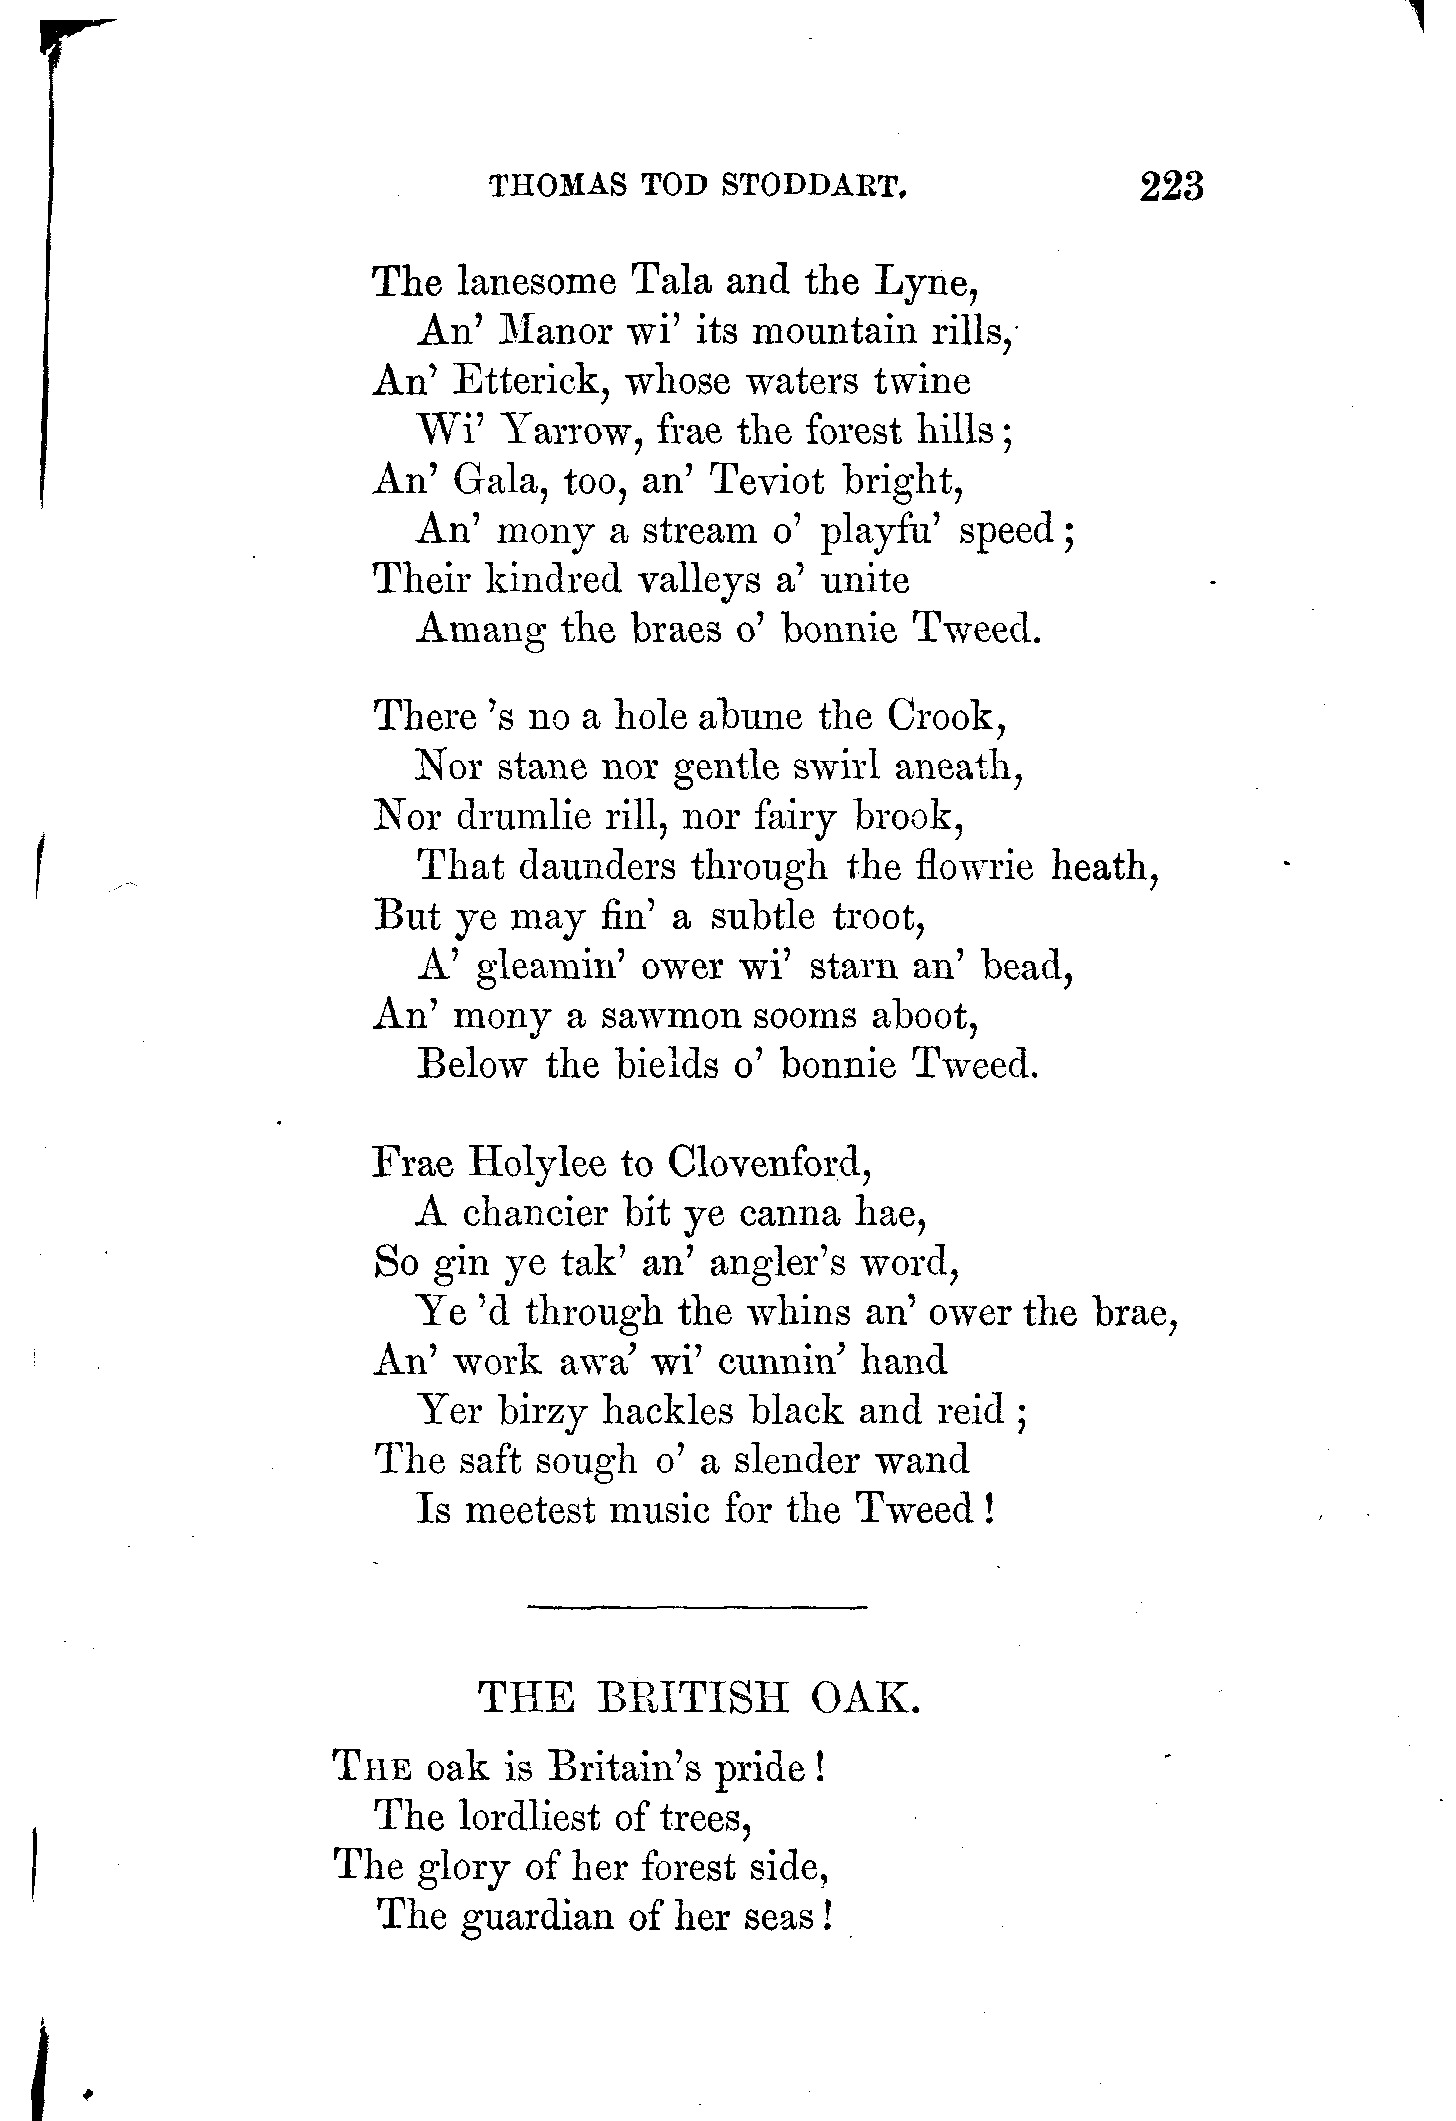 THOMAS TOD STODDART. 223
The lanesome Tala and the Lyne,
An' Manor wi' its mountain rills,
An' Etterick, whose waters twine
Wi' Yarrow, frae the forest hills;
An' Gala, too, an' Teviot bright,
An' mony a stream o' playfu' speed;
Their kindred valleys a' unite
Amang the braes o' bonnie Tweed.
There 's no a hole abune the Crook,
Nor stane nor gentle swirl aneath,
Nor drumlie rill, nor fairy brook,
That daunders through the flowrie heath,
But ye may fin' a subtle troot,
A' gleamin' ower wi' starn an' bead,
An' mony a sawmon sooms aboot,
Below the bields o' bonnie Tweed.
Frae Holylee to Clovenford,
A chancier bit ye canna hae,
So gin ye tak' an' angler's word,
Ye 'd through the whins an' ower the brae,
An' work awa' wi' cunnin' hand
Yer birzy hackles black and reid;
The saft sough o' a slender wand
Is meetest music for the Tweed!
THE BRITISH OAK.
THE oak is Britain's pride!
The lordliest of trees,
The glory of her forest side,
The guardian of her seas!